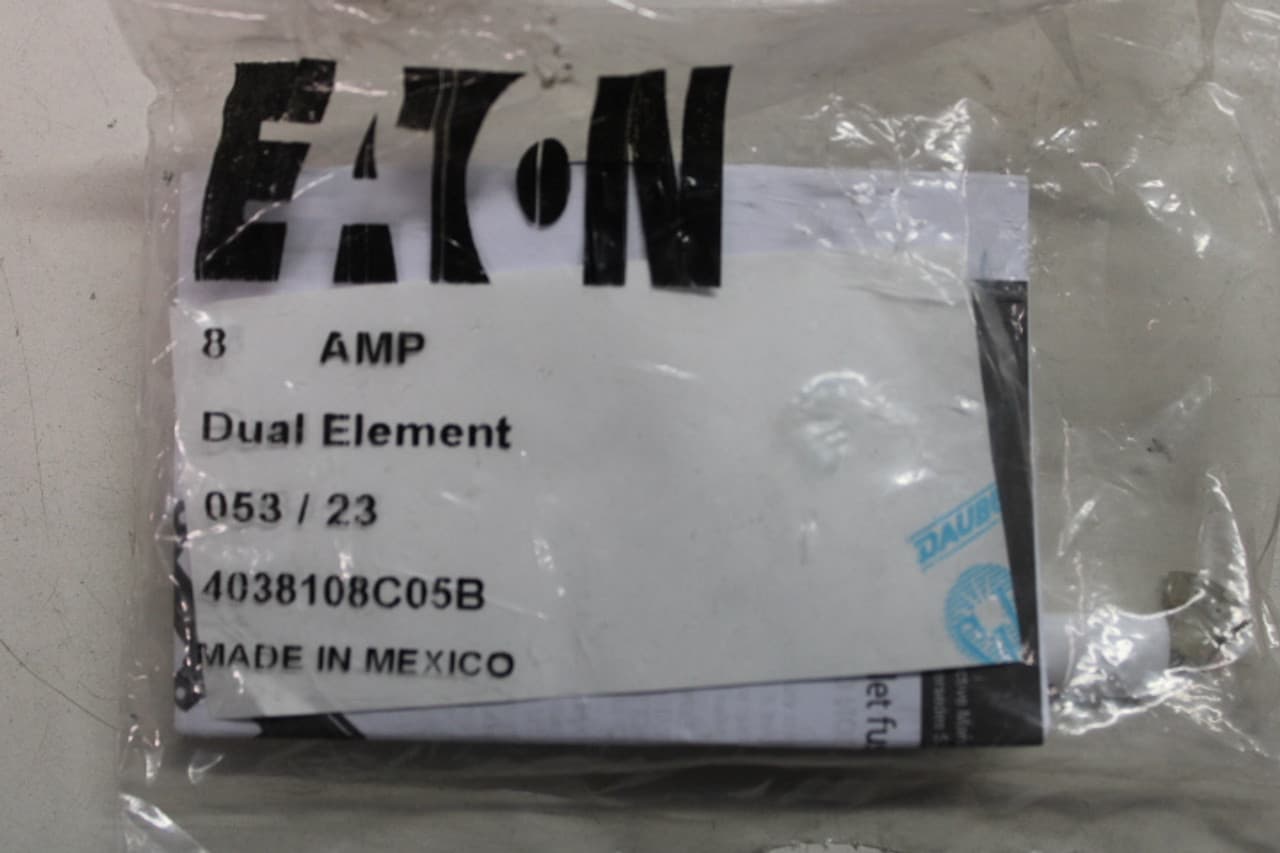 EATON
8 AMP
Dual Element
053 / 23
4038108C05B
MADE IN MEXICO